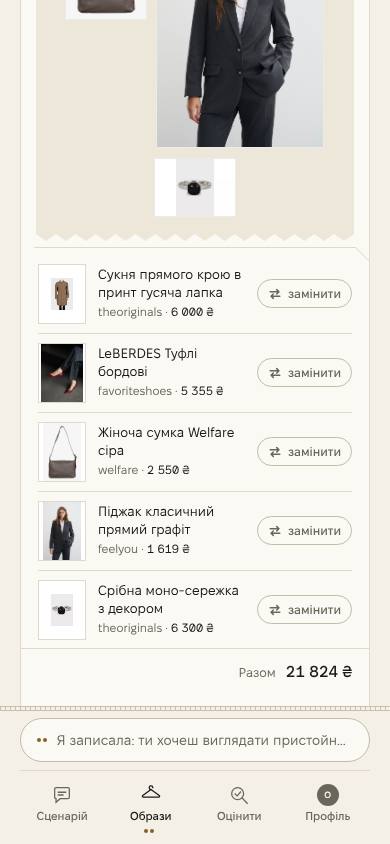 Сукня прямого крою в
принт гусяча лапка
theoriginals · 6 000 ₴
замінити
LeBERDES Туфлі
бордові
favoriteshoes · 5 355 ₴
замінити
Жіноча сумка Welfare
сіра
welfare · 2 550 ₴
замінити
Піджак класичний
прямий графіт
feelyou · 1 619 ₴
замінити
Срібна моно-сережка
з декором
theoriginals · 6 300 ₴
замінити
Разом 21 824 ₴
Я записала: ти хочеш виглядати пристойн...
О
Сценарій Образи Оцінити Профіль